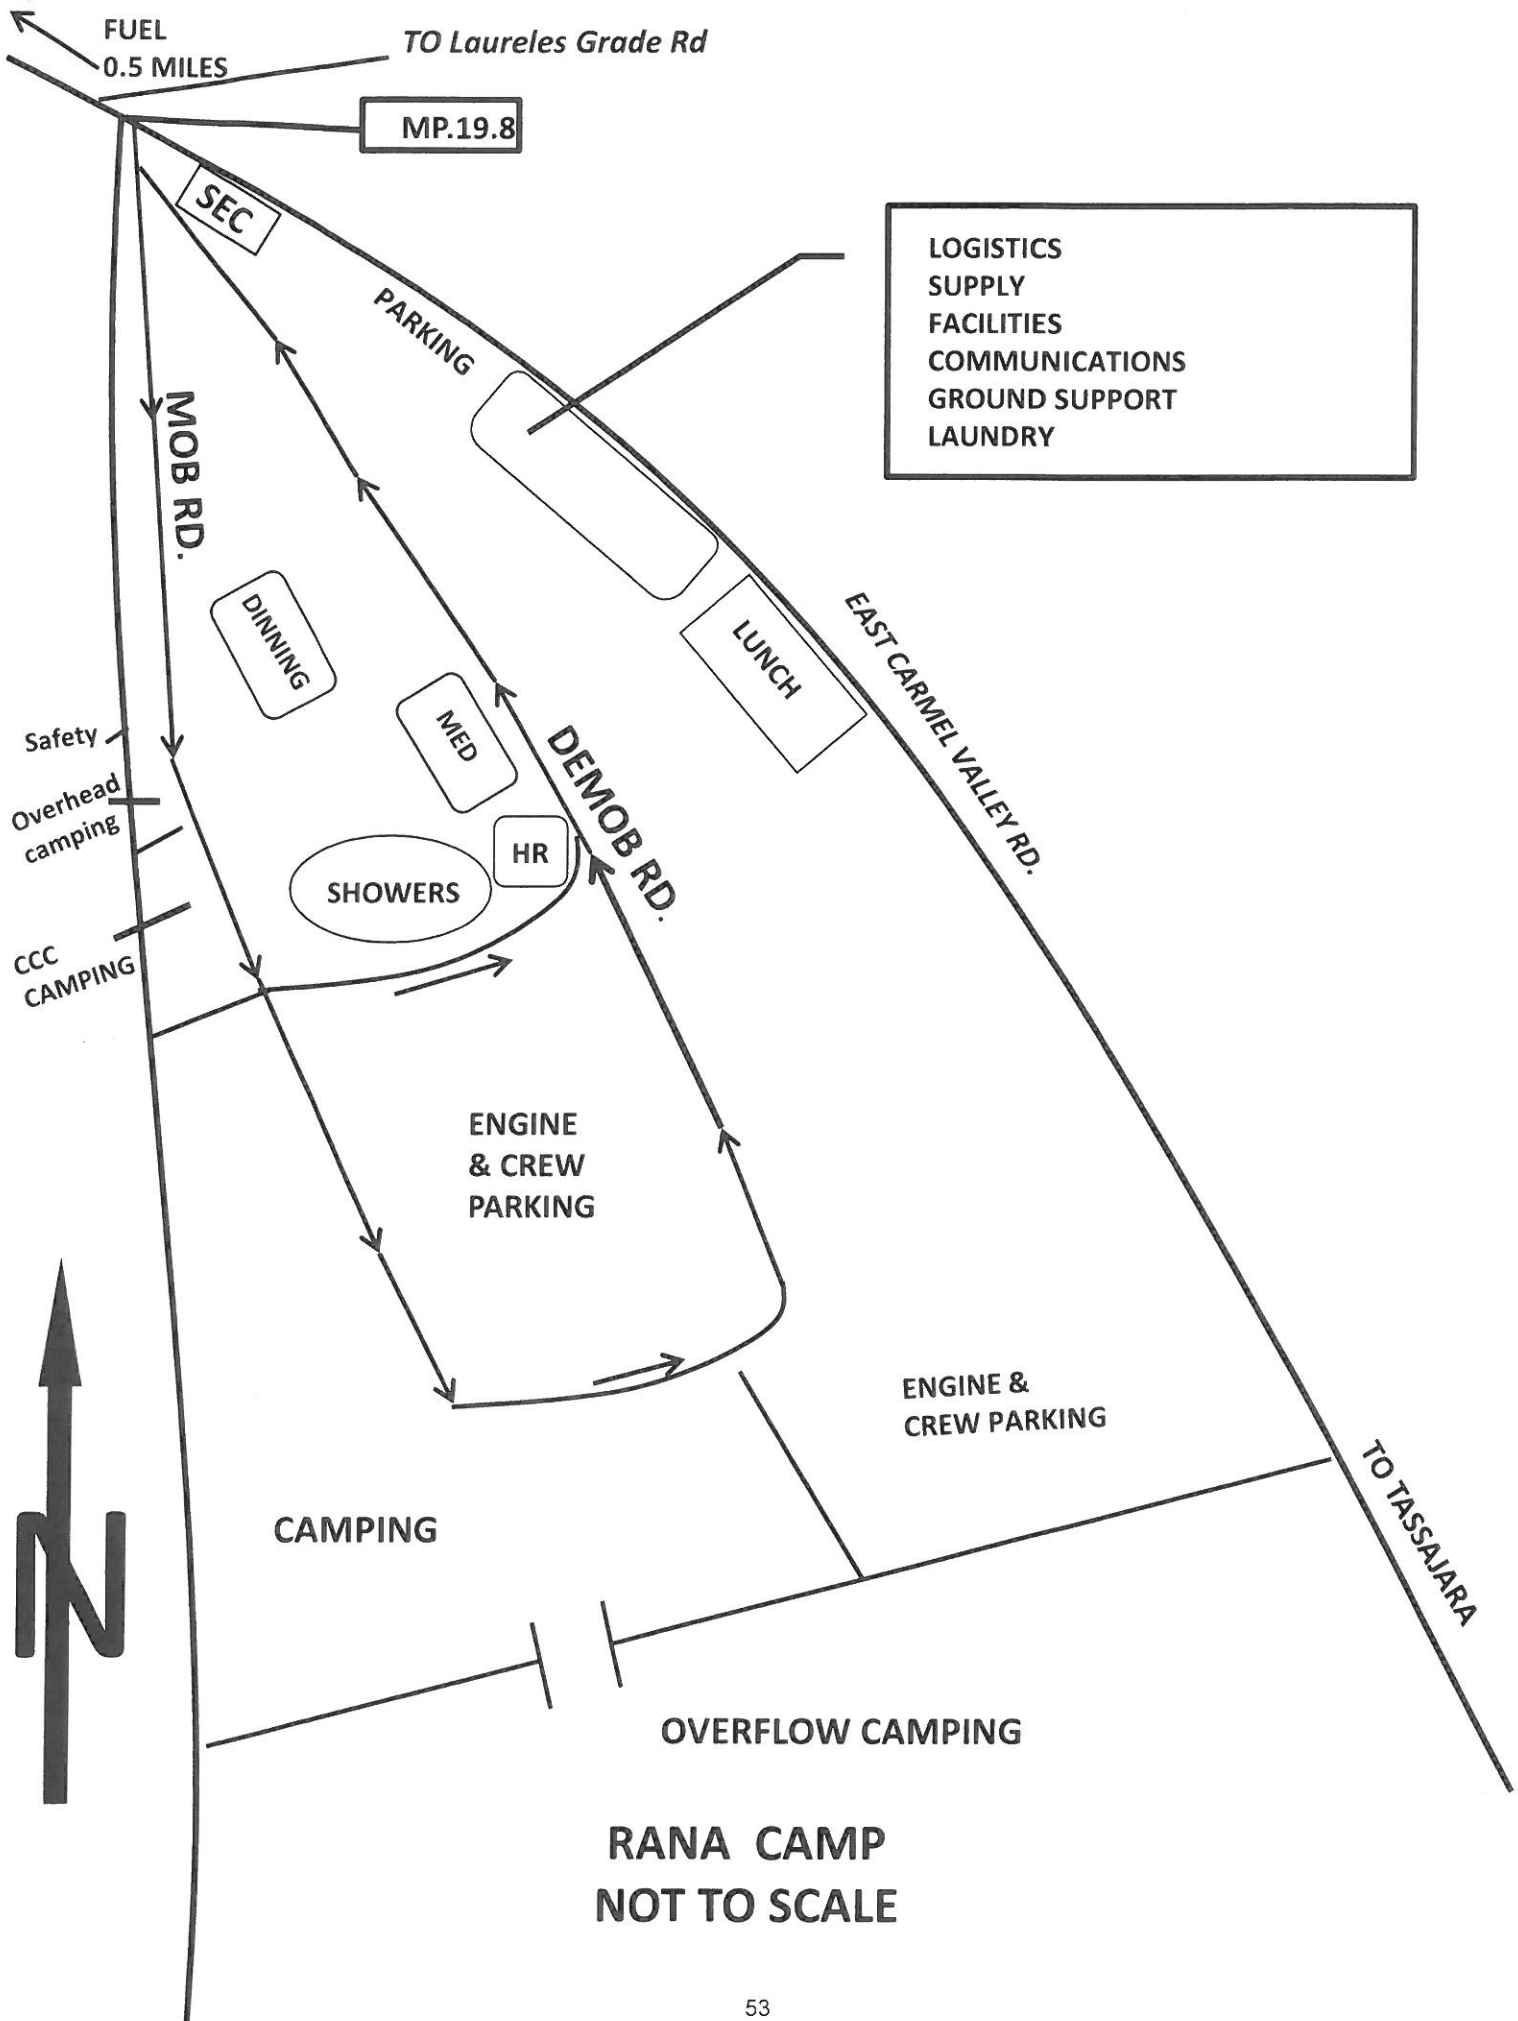 FUEL
0.5 MILES
TO Laureles Grade Rd
MP.19.8
SEC
PARKING
LOGISTICS
SUPPLY
FACILITIES
COMMUNICATIONS
GROUND SUPPORT
LAUNDRY
MOB RD.
DINNING
LUNCH
EAST CARMEL VALLEY RD.
MED
DEMOB RD.
Safety
Overhead
camping
HR
SHOWERS
CCC
CAMPING
ENGINE
& CREW
PARKING
ENGINE &
CREW PARKING
TO TASSAJARA
CAMPING
N
OVERFLOW CAMPING
RANA CAMP
NOT TO SCALE
53